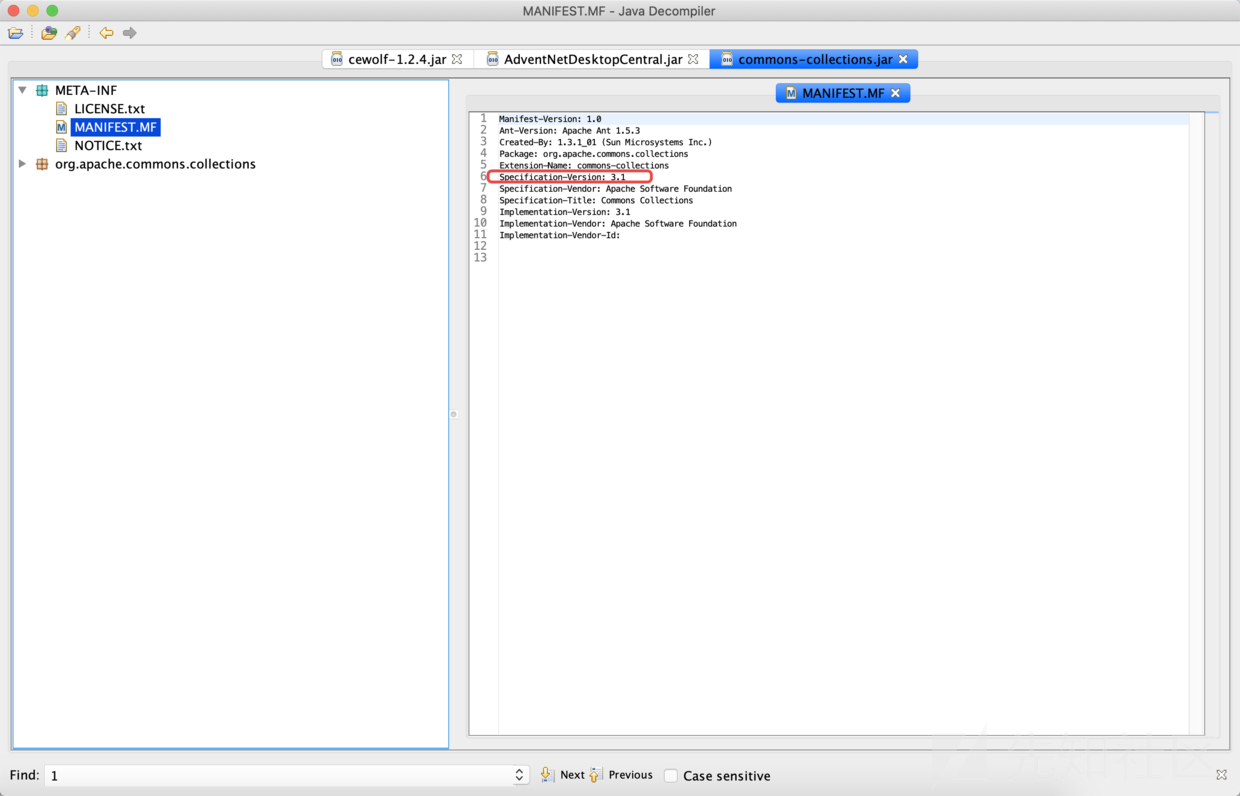 MANIFEST.MF - Java Decompiler
cewolf-1.2.4.jar
AdventNetDesktopCentral.jar
commons-collections.jar
META-INF
LICENSE.txt
MANIFEST.MF
NOTICE.txt
org.apache.commons.collections
MANIFEST.MF
1 Manifest-Version: 1.0
2 Ant-Version: Apache Ant 1.5.3
3 Created-By: 1.3.1_01 (Sun Microsystems Inc.)
4 Package: org.apache.commons.collections
5 Extension-Name: commons-collections
6 Specification-Version: 3.1
7 Specification-Vendor: Apache Software Foundation
8 Specification-Title: Commons Collections
9 Implementation-Version: 3.1
10 Implementation-Vendor: Apache Software Foundation
11 Implementation-Vendor-Id:
12
13
Find: 1 Next Previous Case sensitive